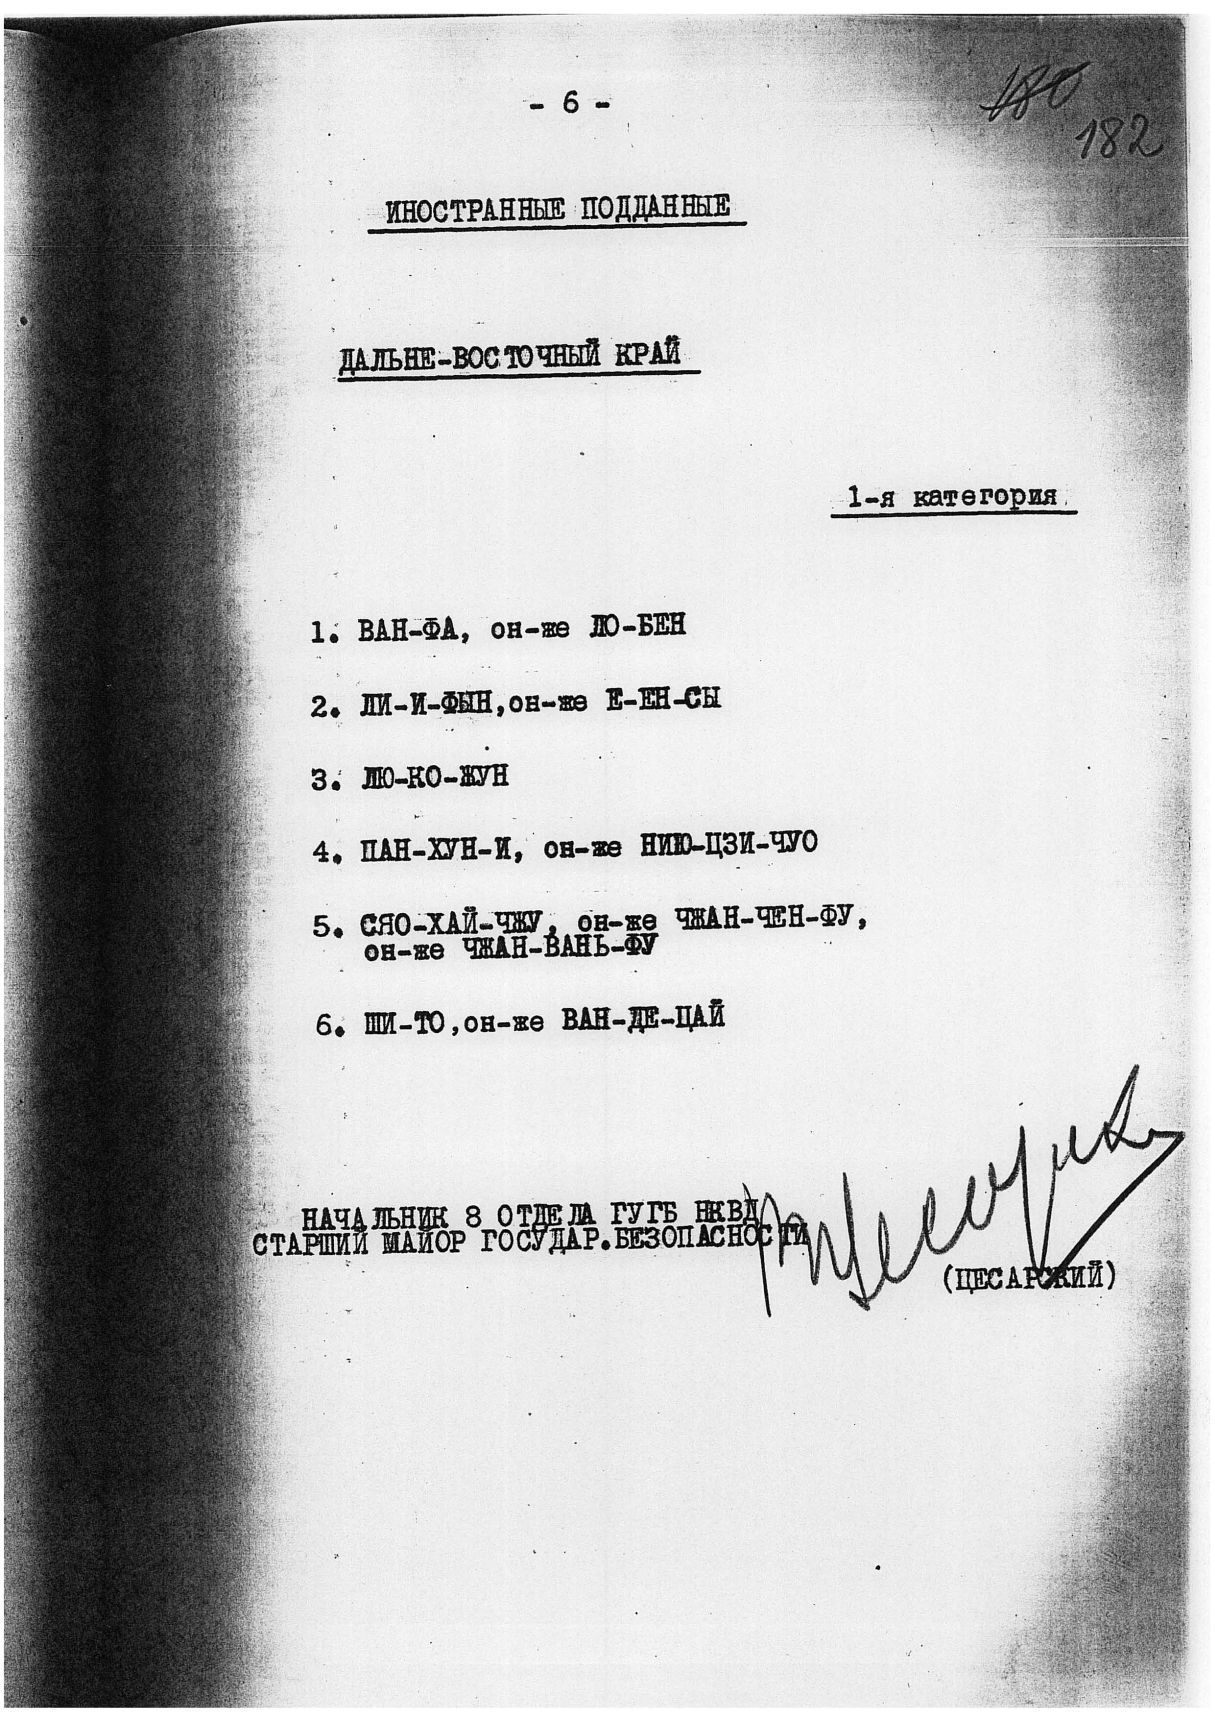 - 6 -
180
182
ИНОСТРАННЫЕ ПОДДАННЫЕ
ДАЛЬНЕ-ВОСТОЧНЫЙ КРАЙ
1-я категория
1. ВАН-ФА, он-же ЛО-БЕН
2. ЛИ-И-ФЫН,он-же Е-ЕН-СЫ
3. ЛЮ-КО-ЖУН
4. ПАН-ХУН-И, он-же НИЮ-ЦЗИ-ЧУО
5. СЯО-ХАЙ-ЧЖУ, он-же ЧЖАН-ЧЕН-ФУ,
он-же ЧЖАН-ВАНЬ-ФУ
6. ШИ-ТО,он-же ВАН-ДЕ-ЦАЙ
НАЧАЛЬНИК 8 ОТДЕЛА ГУГБ НКВД
СТАРШИЙ МАЙОР ГОСУДАР.БЕЗОПАСНОСТИ
(ЦЕСАРСКИЙ)